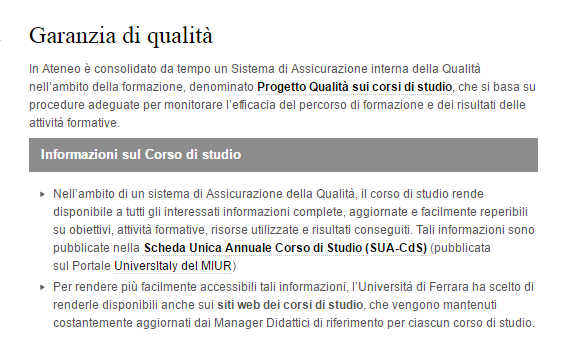 Garanzia di qualità
In Ateneo è consolidato da tempo un Sistema di Assicurazione interna della Qualità
nell'ambito della formazione, denominato Progetto Qualità sui corsi di studio, che si basa su
procedure adeguate per monitorare l'efficacia del percorso di formazione e dei risultati delle
attività formative.
Informazioni sul Corso di studio
Nell'ambito di un sistema di Assicurazione della Qualità, il corso di studio rende
disponibile a tutti gli interessati informazioni complete, aggiornate e facilmente reperibili
su obiettivi, attività formative, risorse utilizzate e risultati conseguiti. Tali informazioni sono
pubblicate nella Scheda Unica Annuale Corso di Studio (SUA-CdS) (pubblicata
sul Portale UniversItaly del MIUR)
Per rendere più facilmente accessibili tali informazioni, l'Università di Ferrara ha scelto di
renderle disponibili anche sui siti web dei corsi di studio, che vengono mantenuti
costantemente aggiornati dai Manager Didattici di riferimento per ciascun corso di studio.